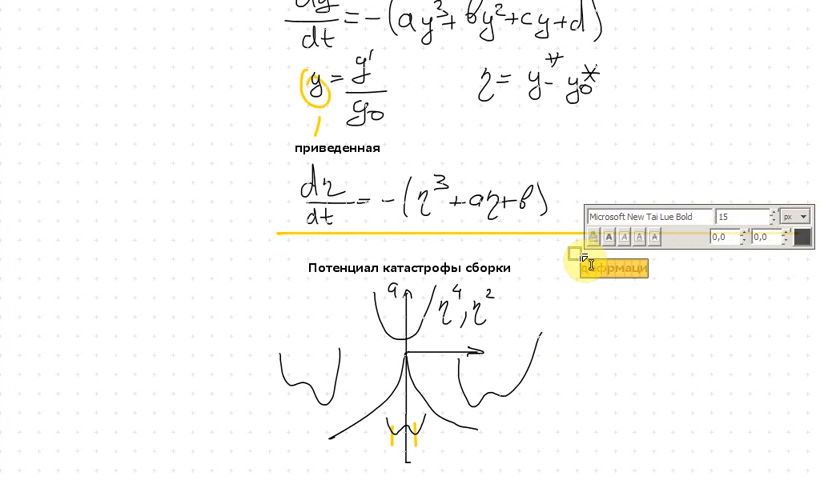 dy/dt = -(ay³ + by² + cy + d)
y = y'/y₀ η = y* - y₀*
приведенная
dη/dt = -(η³ + aη + b)
Microsoft New Tai Lue Bold 15 px
A A A A A 0,0 0,0
Потенциал катастрофы сборки
a η⁴, η²